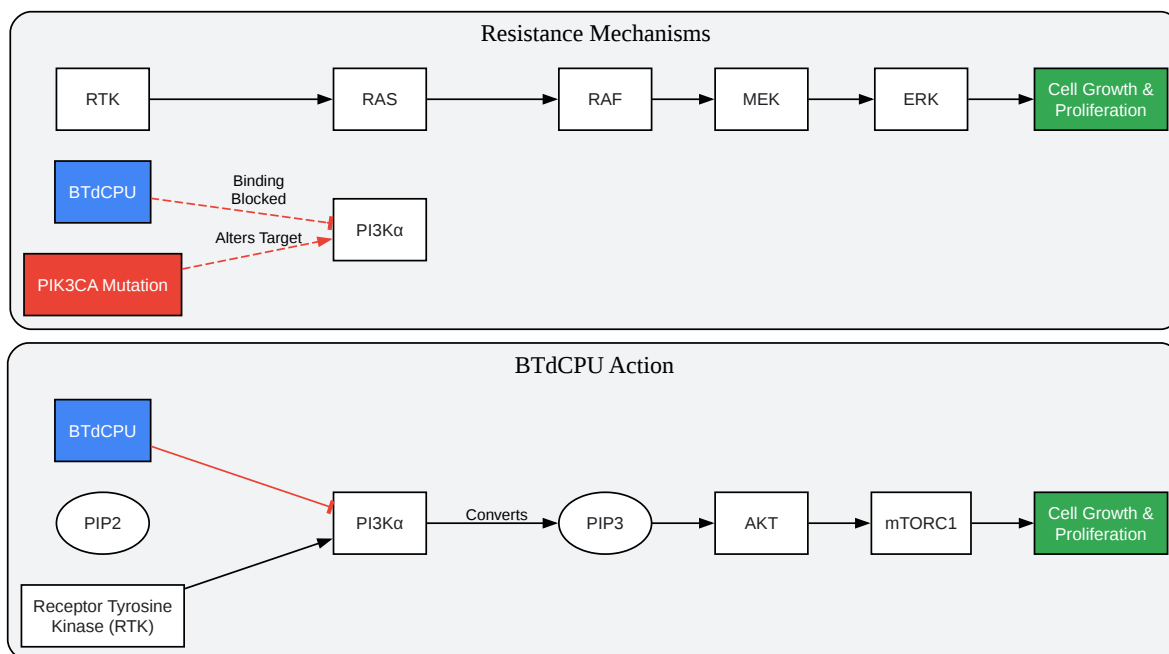 Resistance Mechanisms
RTK
RAS
RAF
MEK
ERK
Cell Growth &
Proliferation
BTdCPU
Binding
Blocked
PI3Kα
Alters Target
PIK3CA Mutation
BTdCPU Action
BTdCPU
PIP2
PI3Kα
Converts
PIP3
AKT
mTORC1
Cell Growth &
Proliferation
Receptor Tyrosine
Kinase (RTK)